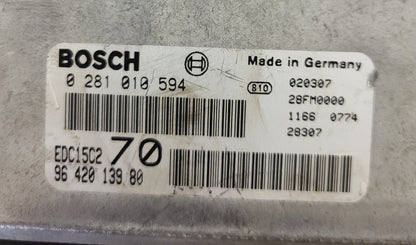 BOSCH
Made in Germany
0 281 010 594
810
020307
28FM0000
1166 0774
28307
EDC15C2 70
96 420 139 80